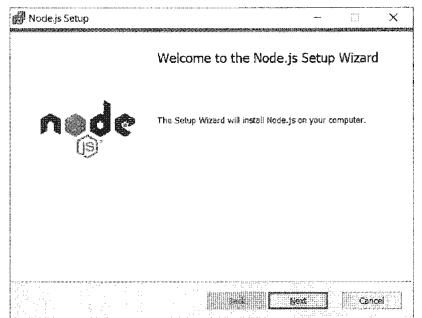 Node.js Setup
Welcome to the Node.js Setup Wizard
node
JS
The Setup Wizard will install Node.js on your computer.
Back Next Cancel